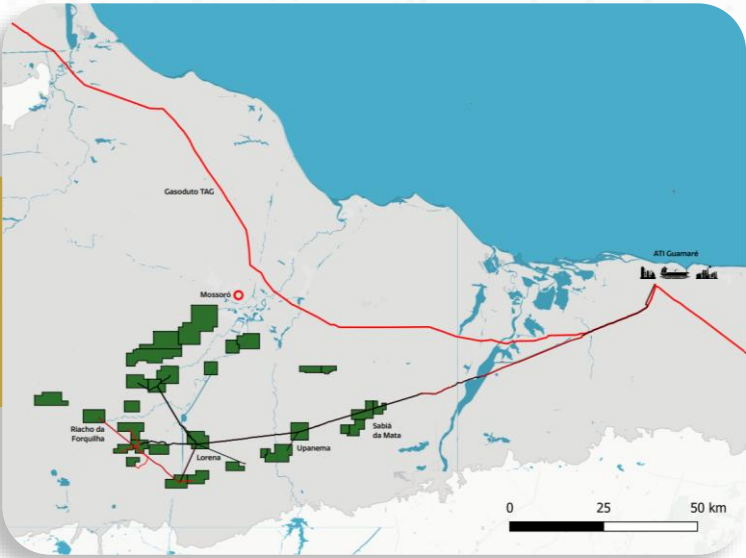 Gasoduto TAG
ATI Guamaré
Mossoró
Riacho da
Forquilha
Lorena
Upanema
Sabiá
da Mata
0 25 50 km